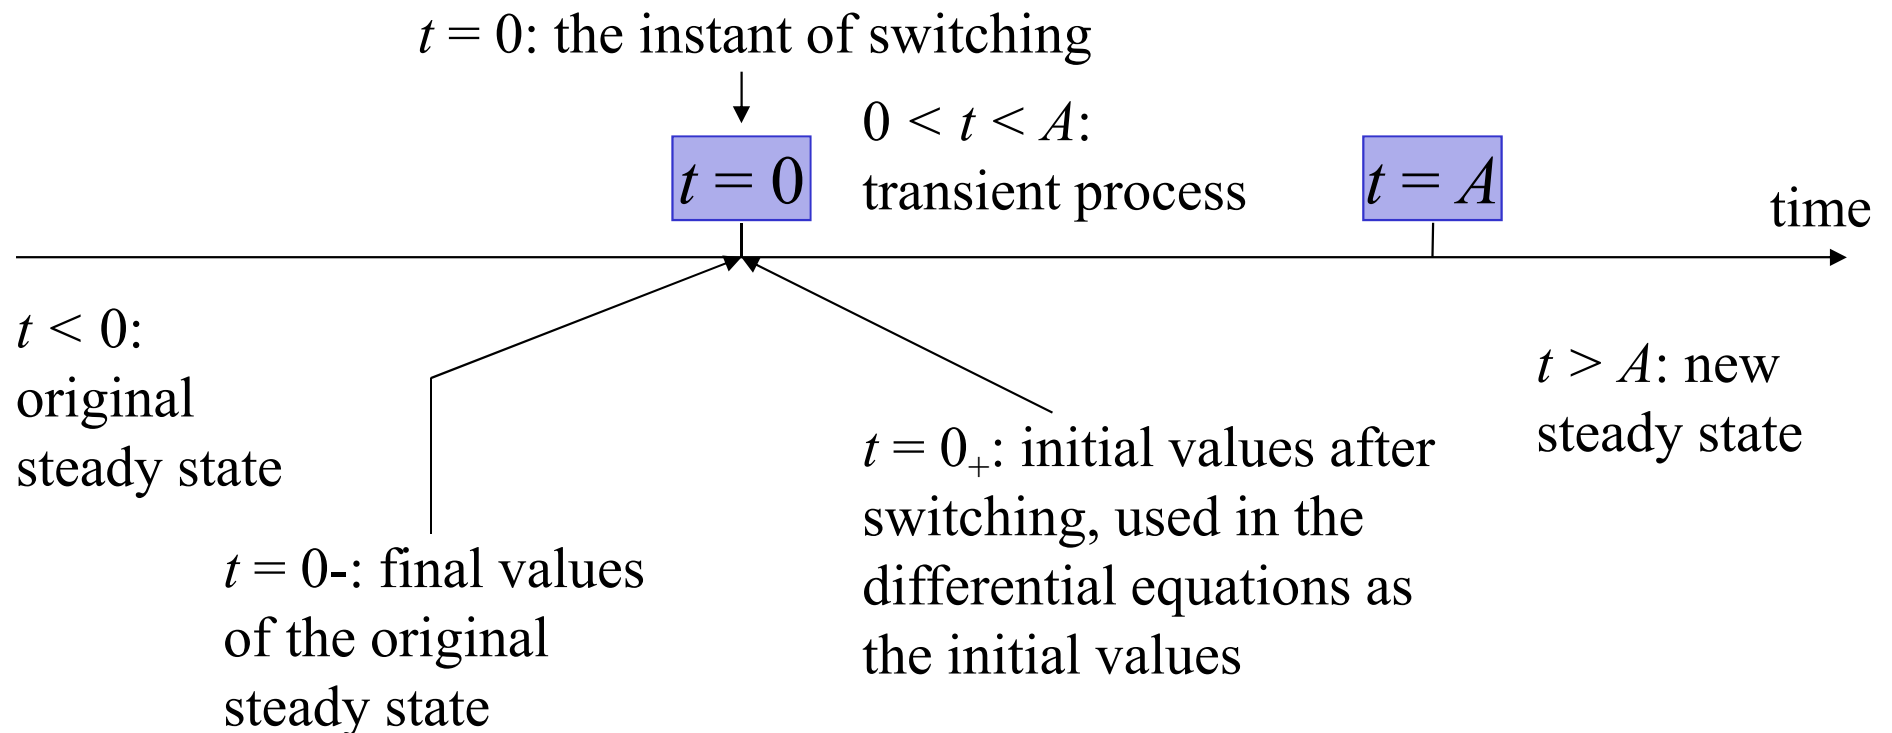 t = 0: the instant of switching
0 < t < A:
transient process
t = 0
t = A
time
t < 0:
original
steady state
t > A: new
steady state
t = 0₊: initial values after
switching, used in the
differential equations as
the initial values
t = 0-: final values
of the original
steady state